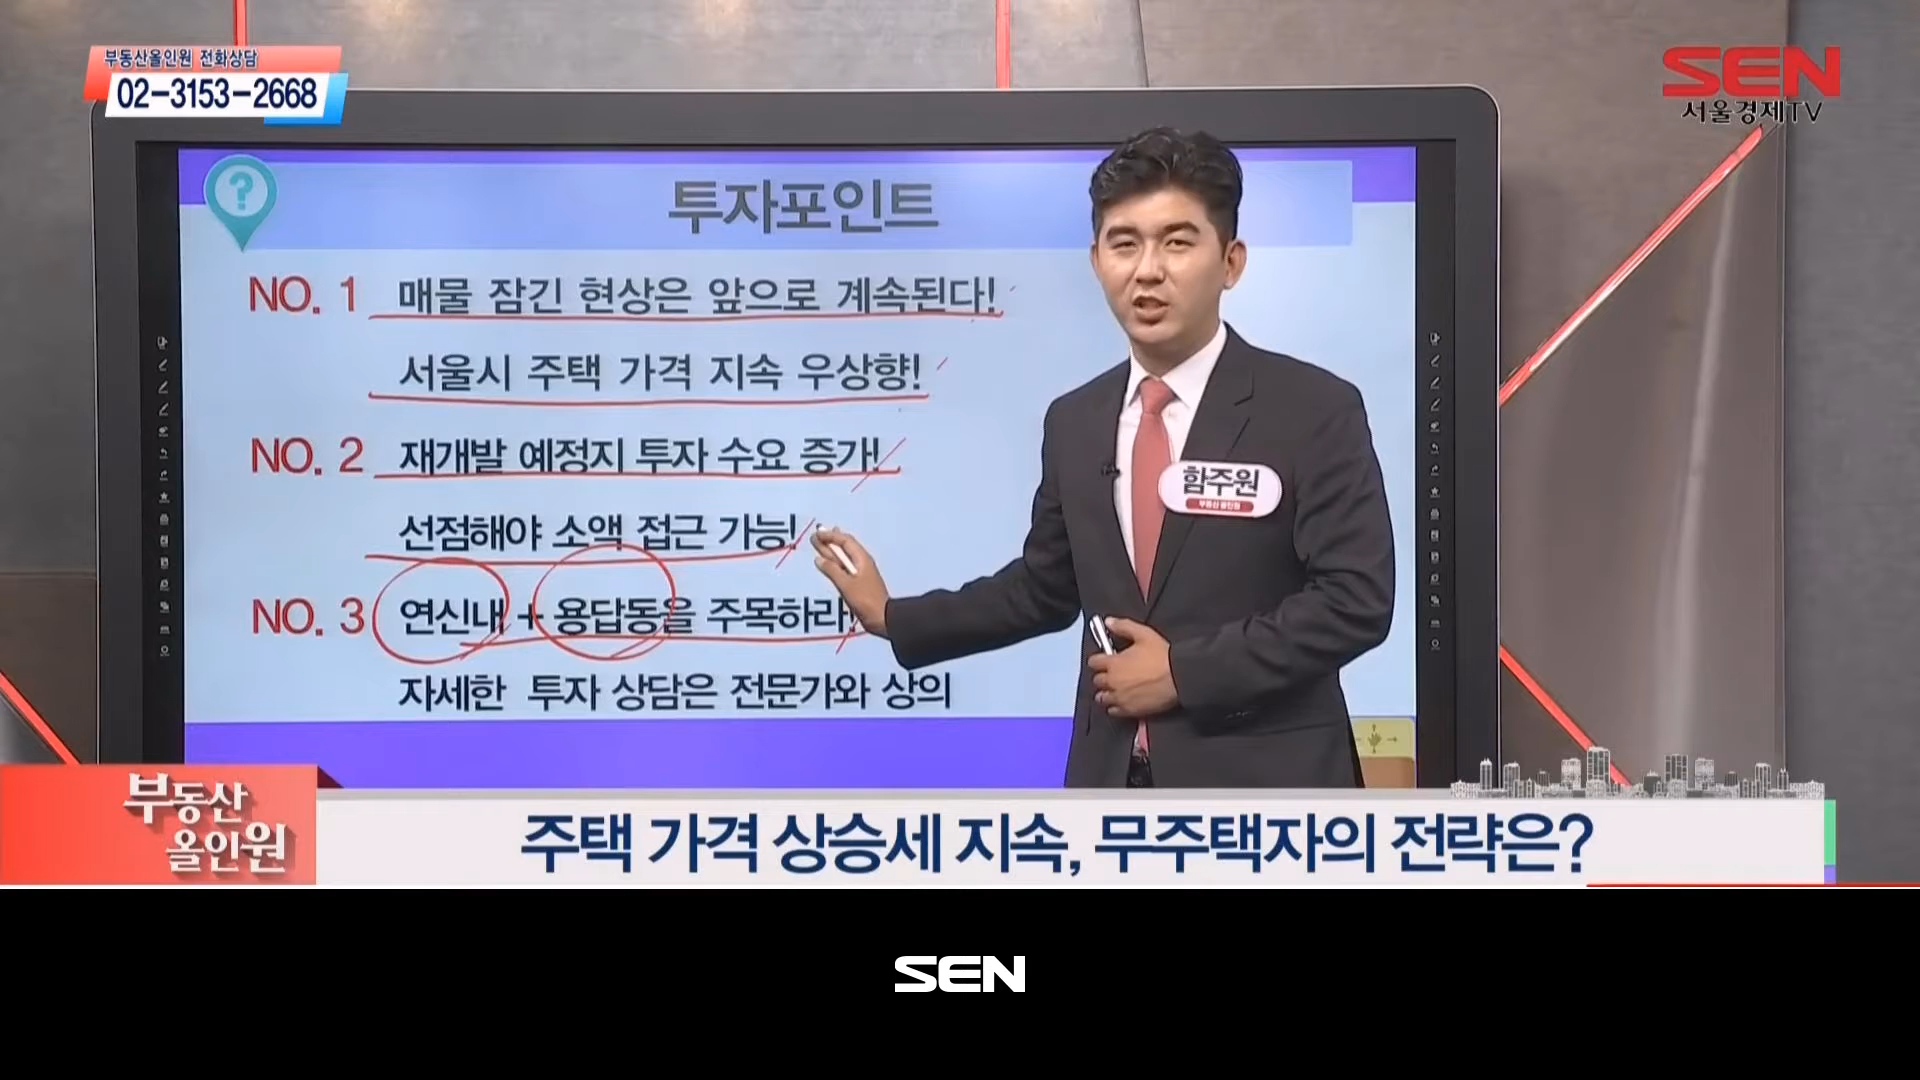 부동산올인원 전화상담
02-3153-2668
SEN
서울경제TV
투자포인트
NO. 1 매물 잠긴 현상은 앞으로 계속된다!
서울시 주택 가격 지속 우상향!
NO. 2 재개발 예정지 투자 수요 증가!
선점해야 소액 접근 가능!
NO. 3 연신내 + 용답동을 주목하라!
자세한 투자 상담은 전문가와 상의
함주원
부동산 올인원
부동산
올인원
주택 가격 상승세 지속, 무주택자의 전략은?
SEN